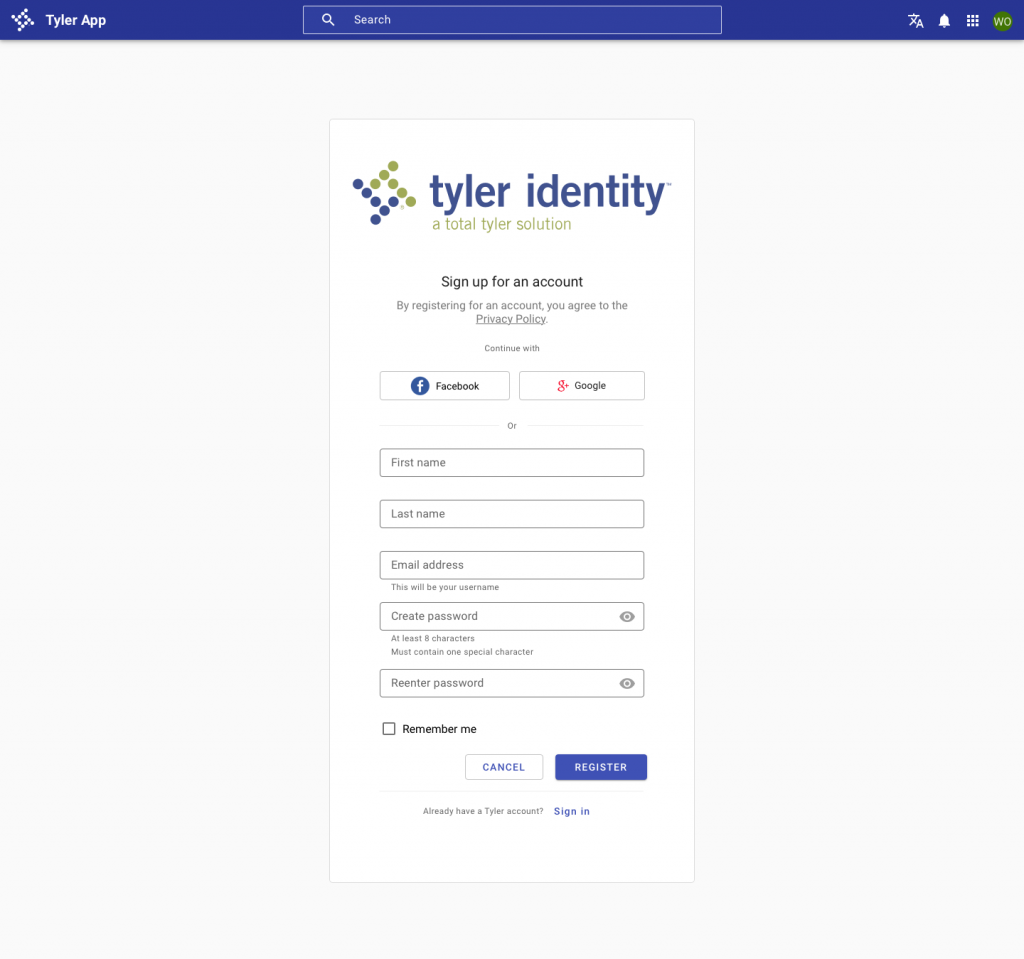 Tyler App
Search
WO
tyler identity™
a total tyler solution
Sign up for an account
By registering for an account, you agree to the
Privacy Policy.
Continue with
Facebook
Google
Or
First name
Last name
Email address
This will be your username
Create password
At least 8 characters
Must contain one special character
Reenter password
Remember me
CANCEL
REGISTER
Already have a Tyler account? Sign in